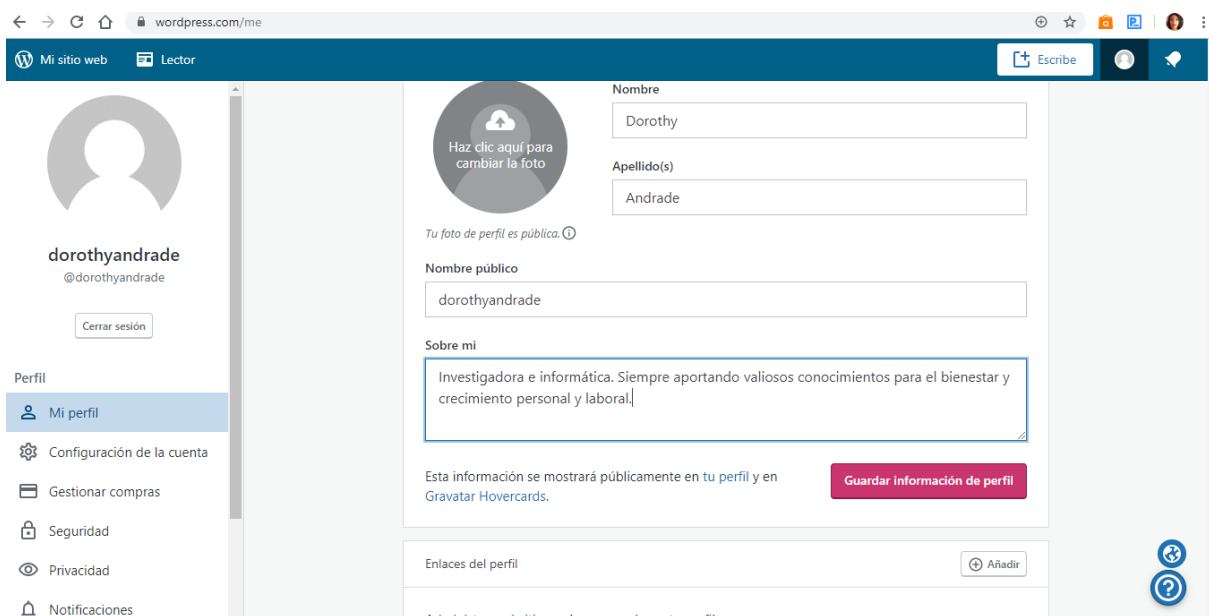 wordpress.com/me
Mi sitio web
Lector
Escribe
dorothyandrade
@dorothyandrade
Cerrar sesión
Perfil
Mi perfil
Configuración de la cuenta
Gestionar compras
Seguridad
Privacidad
Notificaciones
Haz clic aquí para
cambiar la foto
Tu foto de perfil es pública.
Nombre
Dorothy
Apellido(s)
Andrade
Nombre público
dorothyandrade
Sobre mi
Investigadora e informática. Siempre aportando valiosos conocimientos para el bienestar y
crecimiento personal y laboral.
Esta información se mostrará públicamente en tu perfil y en
Gravatar Hovercards.
Guardar información de perfil
Enlaces del perfil
Añadir